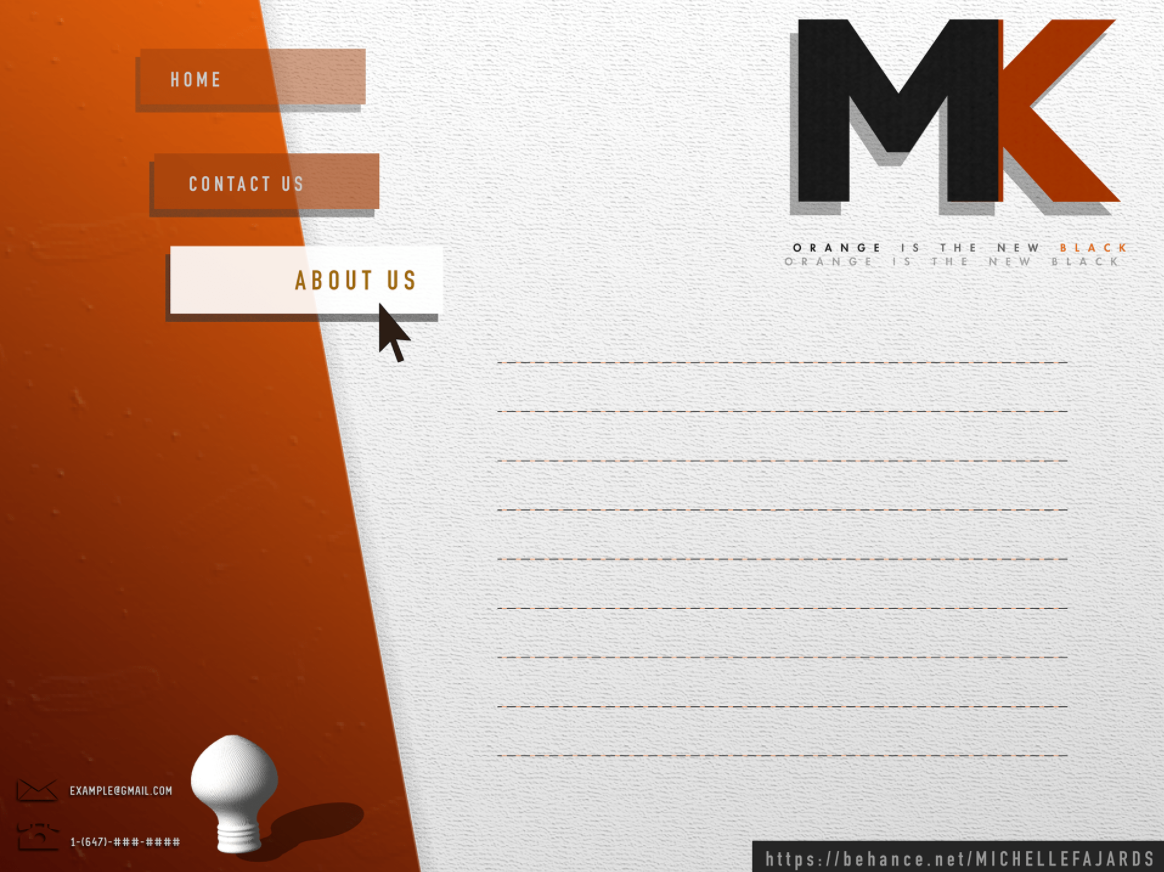 HOME
CONTACT US
ABOUT US
MK
ORANGE IS THE NEW BLACK
ORANGE IS THE NEW BLACK
EXAMPLE@GMAIL.COM
1-(647)-###-####
https://behance.net/MICHELLEFAJARDS